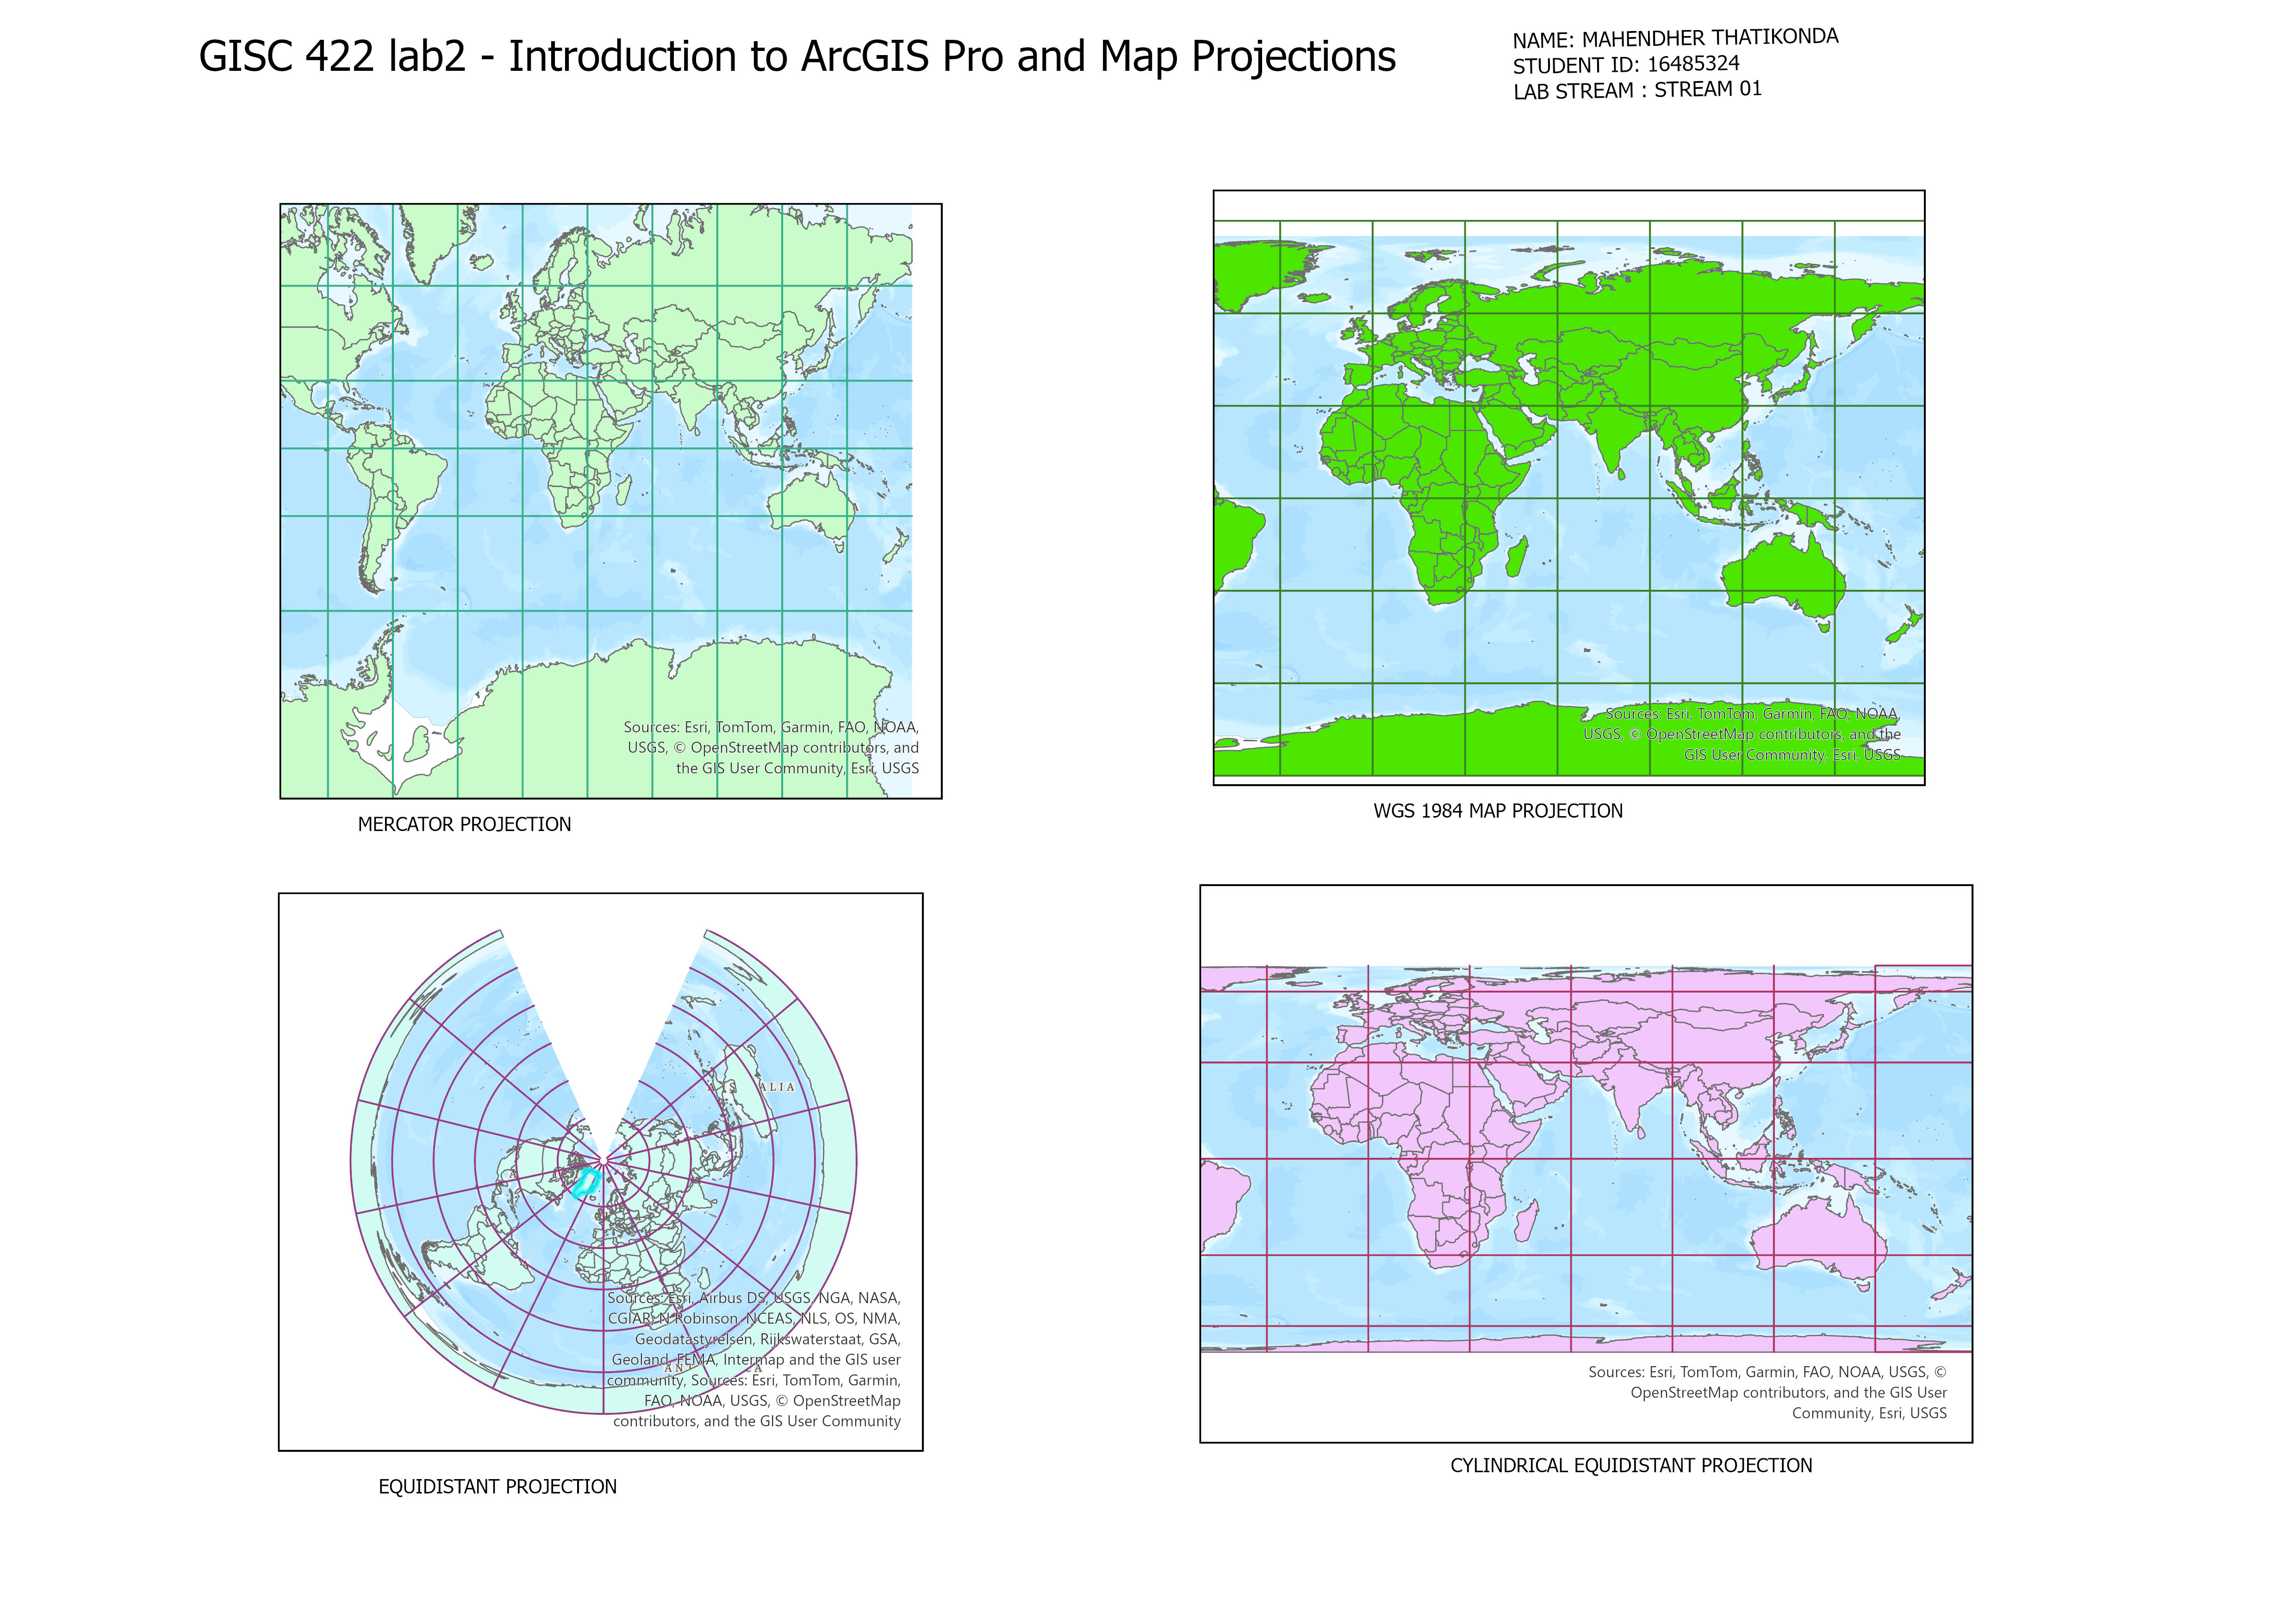 GISC 422 lab2 - Introduction to ArcGIS Pro and Map Projections
NAME: MAHENDHER THATIKONDA
STUDENT ID: 16485324
LAB STREAM : STREAM 01
Sources: Esri, TomTom, Garmin, FAO, NOAA,
USGS, © OpenStreetMap contributors, and
the GIS User Community, Esri, USGS
MERCATOR PROJECTION
Sources: Esri, TomTom, Garmin, FAO, NOAA,
USGS, © OpenStreetMap contributors, and the
GIS User Community, Esri, USGS
WGS 1984 MAP PROJECTION
ALIA
Sources: Esri, Airbus DS, USGS, NGA, NASA,
CGIAR, N Robinson, NCEAS, NLS, OS, NMA,
Geodatastyrelsen, Rijkswaterstaat, GSA,
Geoland, FEMA, Intermap and the GIS user
community, Sources: Esri, TomTom, Garmin,
FAO, NOAA, USGS, © OpenStreetMap
contributors, and the GIS User Community
EQUIDISTANT PROJECTION
Sources: Esri, TomTom, Garmin, FAO, NOAA, USGS, ©
OpenStreetMap contributors, and the GIS User
Community, Esri, USGS
CYLINDRICAL EQUIDISTANT PROJECTION